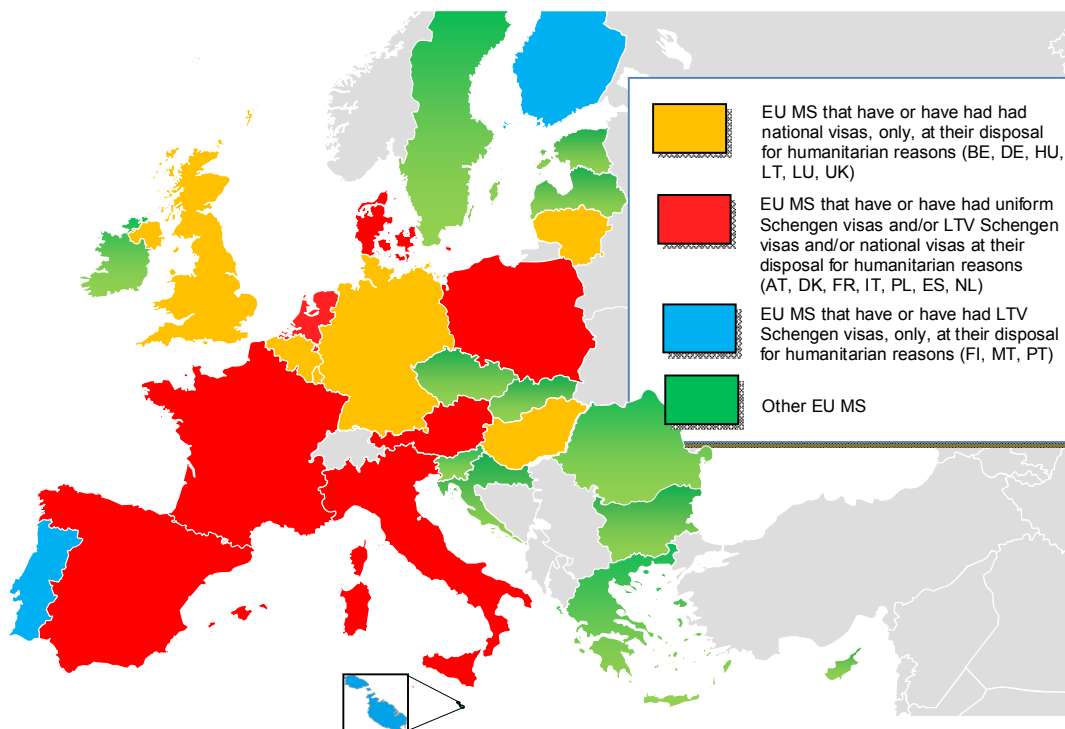 EU MS that have or have had had
national visas, only, at their disposal
for humanitarian reasons (BE, DE, HU,
LT, LU, UK)
EU MS that have or have had uniform
Schengen visas and/or LTV Schengen
visas and/or national visas at their
disposal for humanitarian reasons
(AT, DK, FR, IT, PL, ES, NL)
EU MS that have or have had LTV
Schengen visas, only, at their disposal
for humanitarian reasons (FI, MT, PT)
Other EU MS